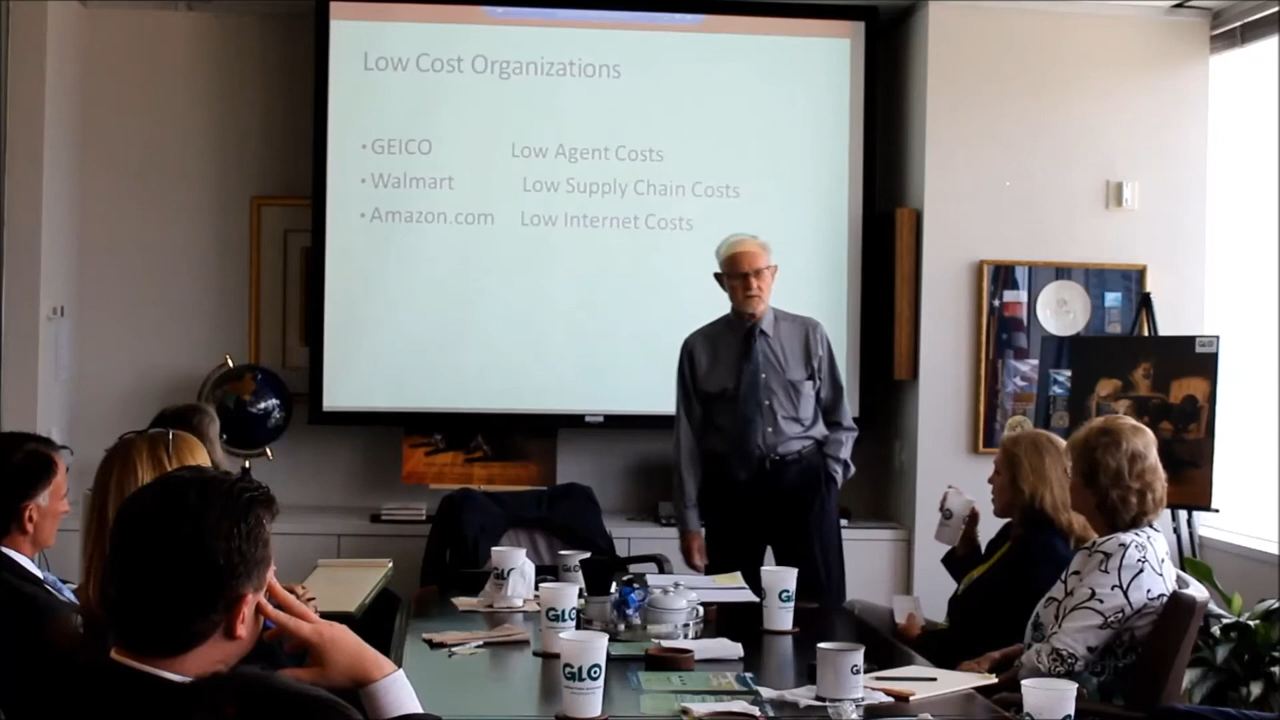 Low Cost Organizations
• GEICO Low Agent Costs
• Walmart Low Supply Chain Costs
• Amazon.com Low Internet Costs
GLO
GLO
GLO
GLO
GLO